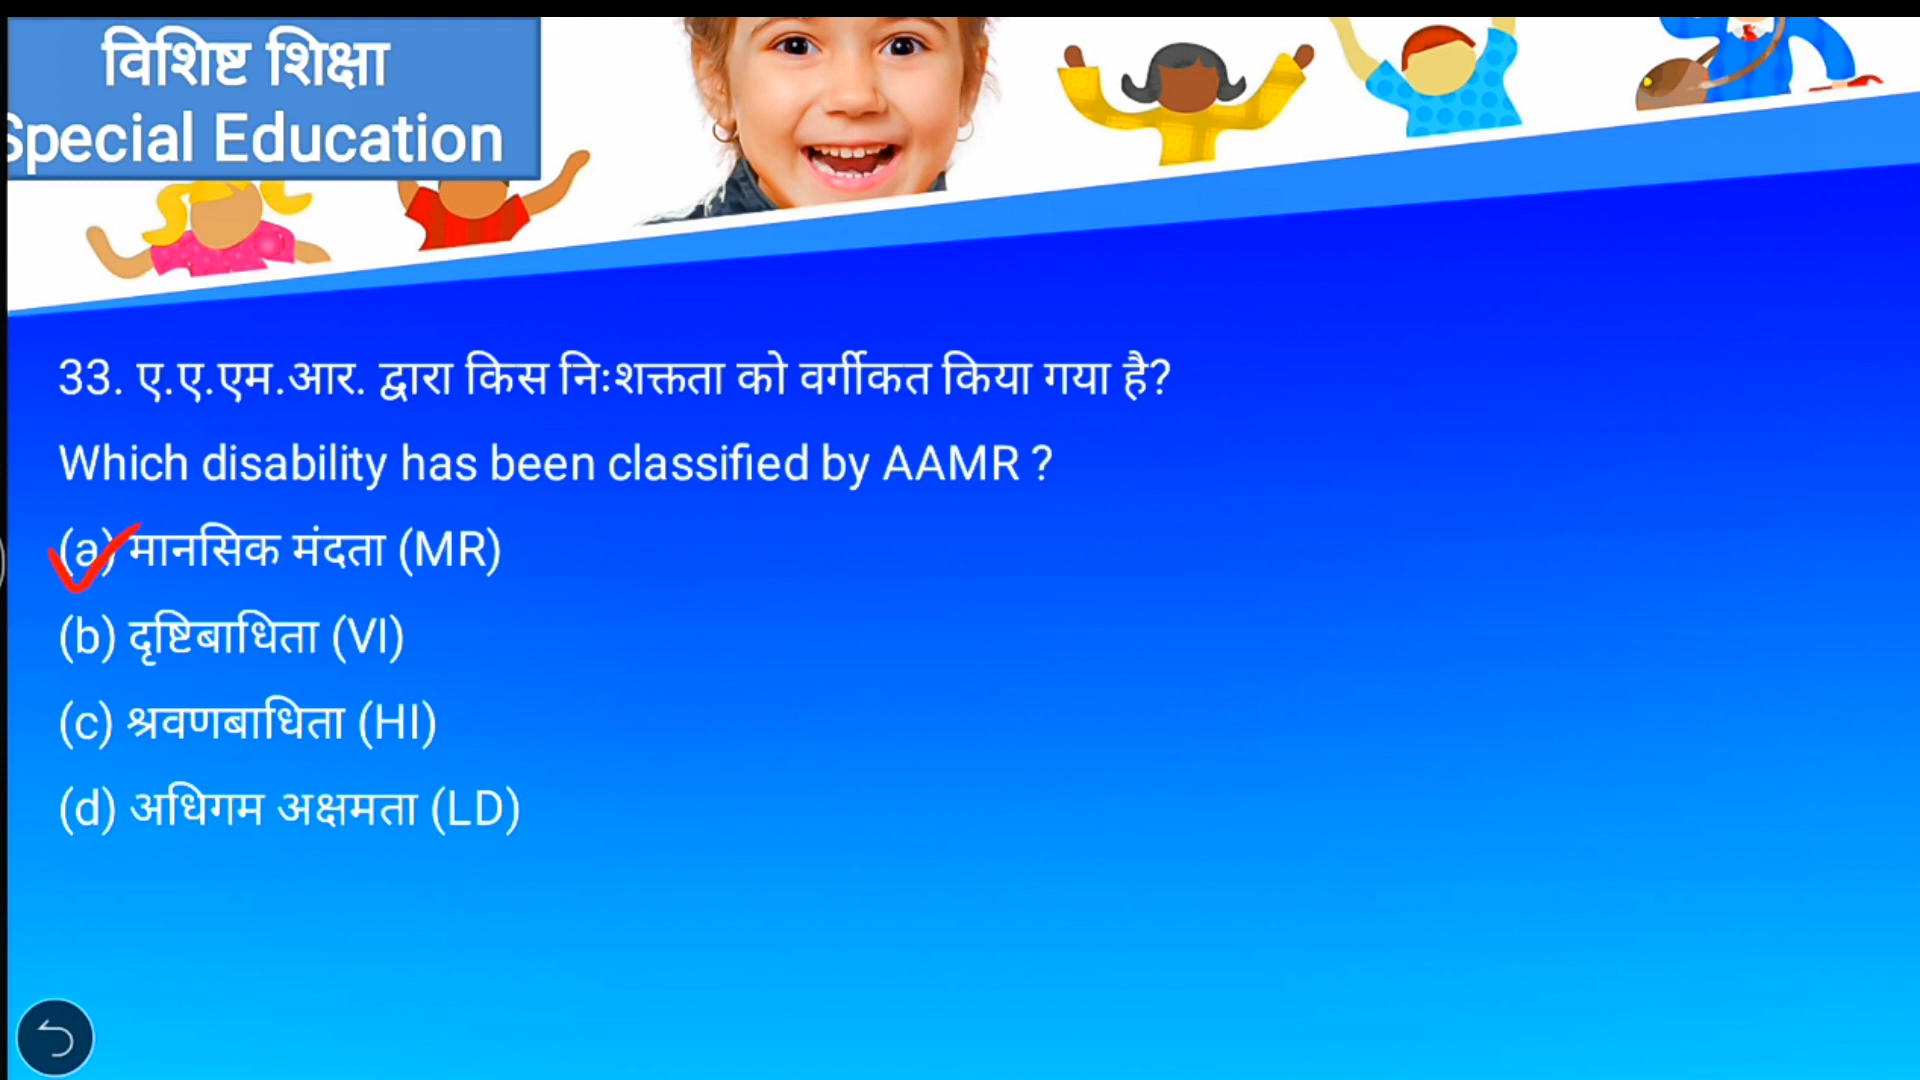 विशिष्ट शिक्षा
Special Education
33. ए.ए.एम.आर. द्वारा किस निःशक्तता को वर्गीकत किया गया है?
Which disability has been classified by AAMR ?
(a) मानसिक मंदता (MR)
(b) दृष्टिबाधिता (VI)
(c) श्रवणबाधिता (HI)
(d) अधिगम अक्षमता (LD)